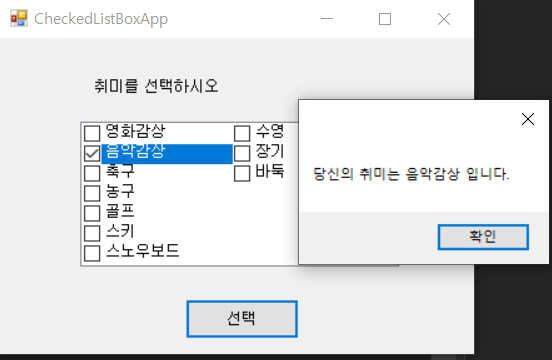 CheckedListBoxApp
취미를 선택하시오
영화감상
음악감상
축구
농구
골프
스키
스노우보드
수영
장기
바둑
선택
당신의 취미는 음악감상 입니다.
확인